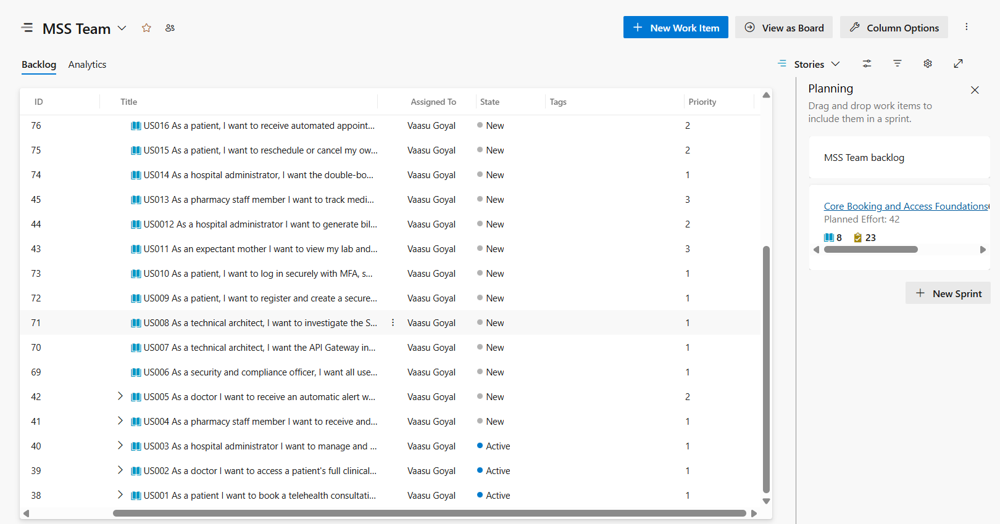 MSS Team
New Work Item
View as Board
Column Options
Backlog
Analytics
Stories
ID Title Assigned To State Tags Priority
76 US016 As a patient, I want to receive automated appoint... Vaasu Goyal New 2
75 US015 As a patient, I want to reschedule or cancel my ow... Vaasu Goyal New 2
74 US014 As a hospital administrator, I want the double-bo... Vaasu Goyal New 1
45 US013 As a pharmacy staff member I want to track medi... Vaasu Goyal New 3
44 US0012 As a hospital administrator I want to generate bil... Vaasu Goyal New 2
43 US011 As an expectant mother I want to view my lab and... Vaasu Goyal New 3
73 US010 As a patient, I want to log in securely with MFA, s... Vaasu Goyal New 1
72 US009 As a patient, I want to register and create a secure... Vaasu Goyal New 1
71 US008 As a technical architect, I want to investigate the S... Vaasu Goyal New 1
70 US007 As a technical architect, I want the API Gateway in... Vaasu Goyal New 1
69 US006 As a security and compliance officer, I want all use... Vaasu Goyal New 1
42 US005 As a doctor I want to receive an automatic alert w... Vaasu Goyal New 2
41 US004 As a pharmacy staff member I want to receive and... Vaasu Goyal New 1
40 US003 As a hospital administrator I want to manage and ... Vaasu Goyal Active 1
39 US002 As a doctor I want to access a patient's full clinical... Vaasu Goyal Active 1
38 US001 As a patient I want to book a telehealth consultati... Vaasu Goyal Active 1
Planning
Drag and drop work items to
include them in a sprint.
MSS Team backlog
Core Booking and Access Foundations
Planned Effort: 42
8 23
New Sprint